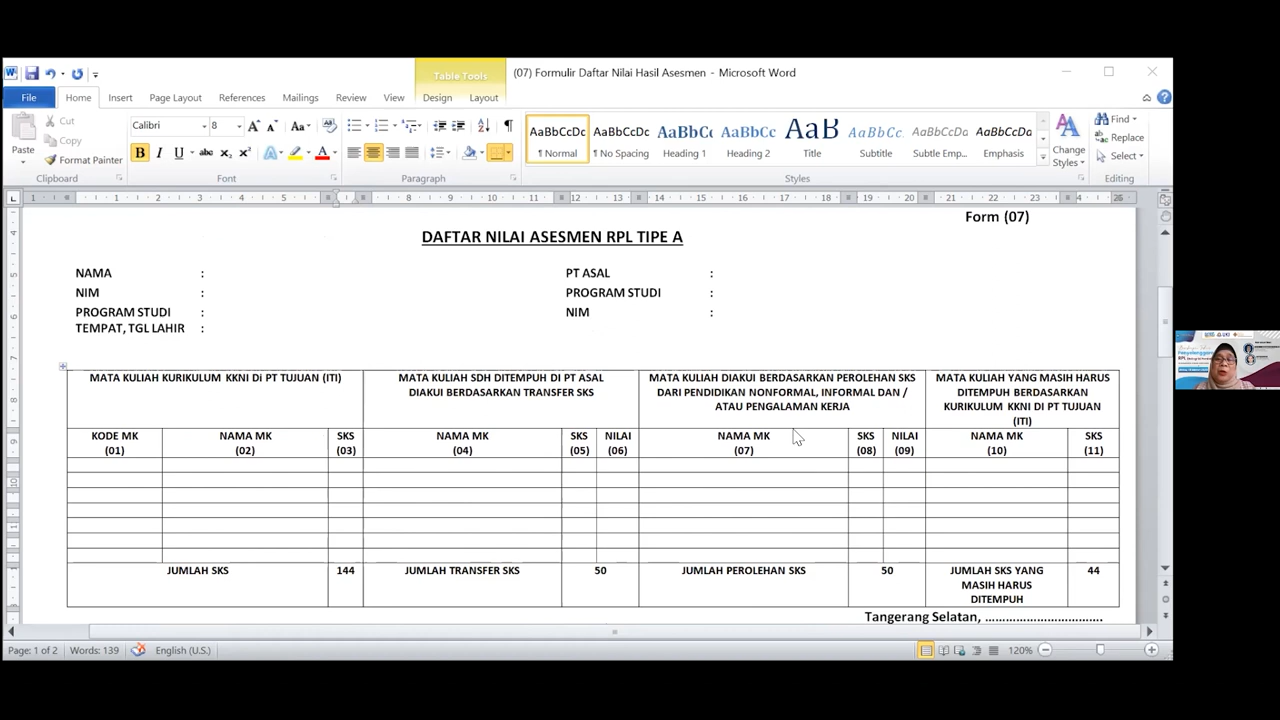 Table Tools
(07) Formulir Daftar Nilai Hasil Asesmen - Microsoft Word
File Home Insert Page Layout References Mailings Review View Design Layout
Paste
Cut
Copy
Format Painter
Clipboard
Calibri 8
Font
Paragraph
AaBbCcDc AaBbCcDc AaBbCc AaBbCc AaB AaBbCc. AaBbCcDc AaBbCcDc
¶ Normal ¶ No Spacing Heading 1 Heading 2 Title Subtitle Subtle Emp... Emphasis
Change
Styles
Styles
Find
Replace
Select
Editing
Form (07)
DAFTAR NILAI ASESMEN RPL TIPE A
NAMA :
NIM :
PROGRAM STUDI :
TEMPAT, TGL LAHIR :
PT ASAL :
PROGRAM STUDI :
NIM :
MATA KULIAH KURIKULUM KKNI Di PT TUJUAN (ITI)
MATA KULIAH SDH DITEMPUH DI PT ASAL
DIAKUI BERDASARKAN TRANSFER SKS
MATA KULIAH DIAKUI BERDASARKAN PEROLEHAN SKS
DARI PENDIDIKAN NONFORMAL, INFORMAL DAN /
ATAU PENGALAMAN KERJA
MATA KULIAH YANG MASIH HARUS
DITEMPUH BERDASARKAN
KURIKULUM KKNI DI PT TUJUAN
(ITI)
KODE MK NAMA MK SKS NAMA MK SKS NILAI NAMA MK SKS NILAI NAMA MK SKS
(01) (02) (03) (04) (05) (06) (07) (08) (09) (10) (11)
JUMLAH SKS 144 JUMLAH TRANSFER SKS 50 JUMLAH PEROLEHAN SKS 50 JUMLAH SKS YANG
MASIH HARUS
DITEMPUH
44
Tangerang Selatan, ……………………………
Page: 1 of 2 Words: 139 English (U.S.) 120%